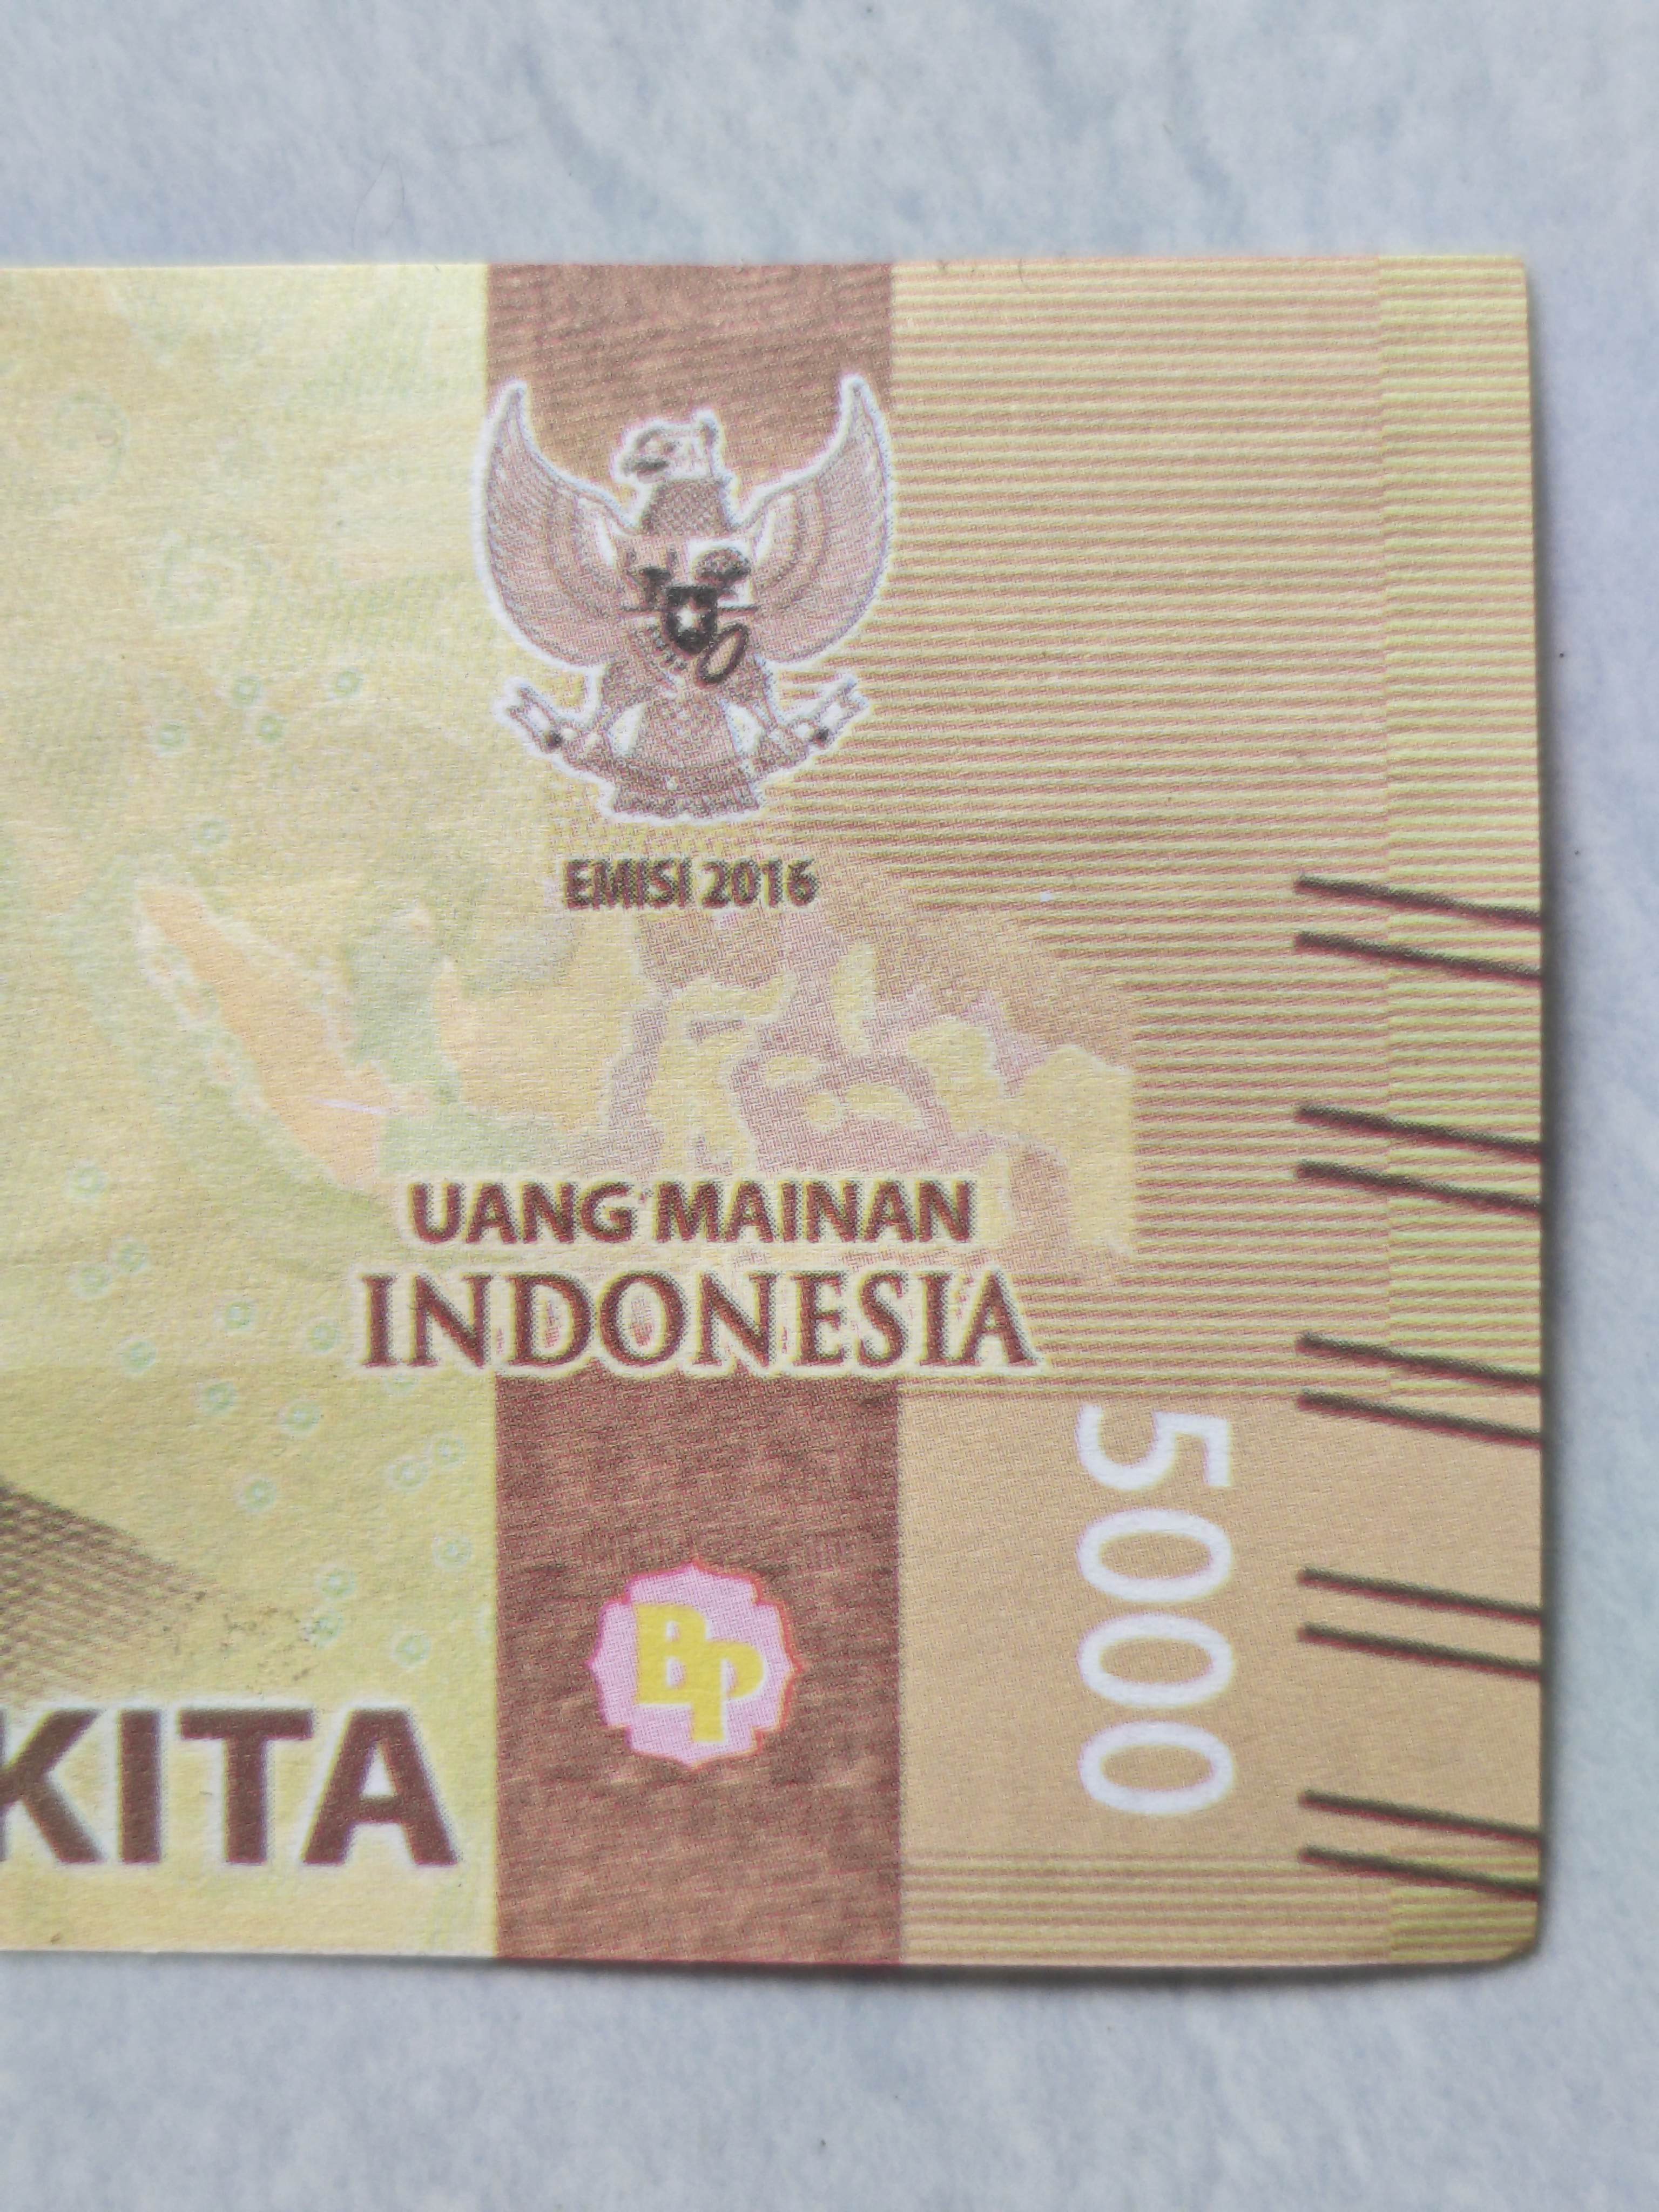 EMISI 2016
UANG MAINAN
INDONESIA
5000
BP
KITA